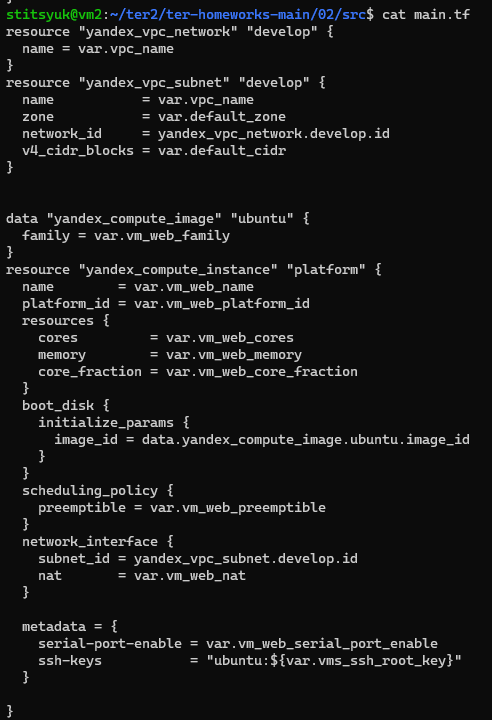 }
stitsyuk@vm2:~/ter2/ter-homeworks-main/02/src$ cat main.tf
resource "yandex_vpc_network" "develop" {
  name = var.vpc_name
}
resource "yandex_vpc_subnet" "develop" {
  name           = var.vpc_name
  zone           = var.default_zone
  network_id     = yandex_vpc_network.develop.id
  v4_cidr_blocks = var.default_cidr
}


data "yandex_compute_image" "ubuntu" {
  family = var.vm_web_family
}
resource "yandex_compute_instance" "platform" {
  name        = var.vm_web_name
  platform_id = var.vm_web_platform_id
  resources {
    cores         = var.vm_web_cores
    memory        = var.vm_web_memory
    core_fraction = var.vm_web_core_fraction
  }
  boot_disk {
    initialize_params {
      image_id = data.yandex_compute_image.ubuntu.image_id
    }
  }
  scheduling_policy {
    preemptible = var.vm_web_preemptible
  }
  network_interface {
    subnet_id = yandex_vpc_subnet.develop.id
    nat       = var.vm_web_nat
  }

  metadata = {
    serial-port-enable = var.vm_web_serial_port_enable
    ssh-keys           = "ubuntu:${var.vms_ssh_root_key}"
  }

}